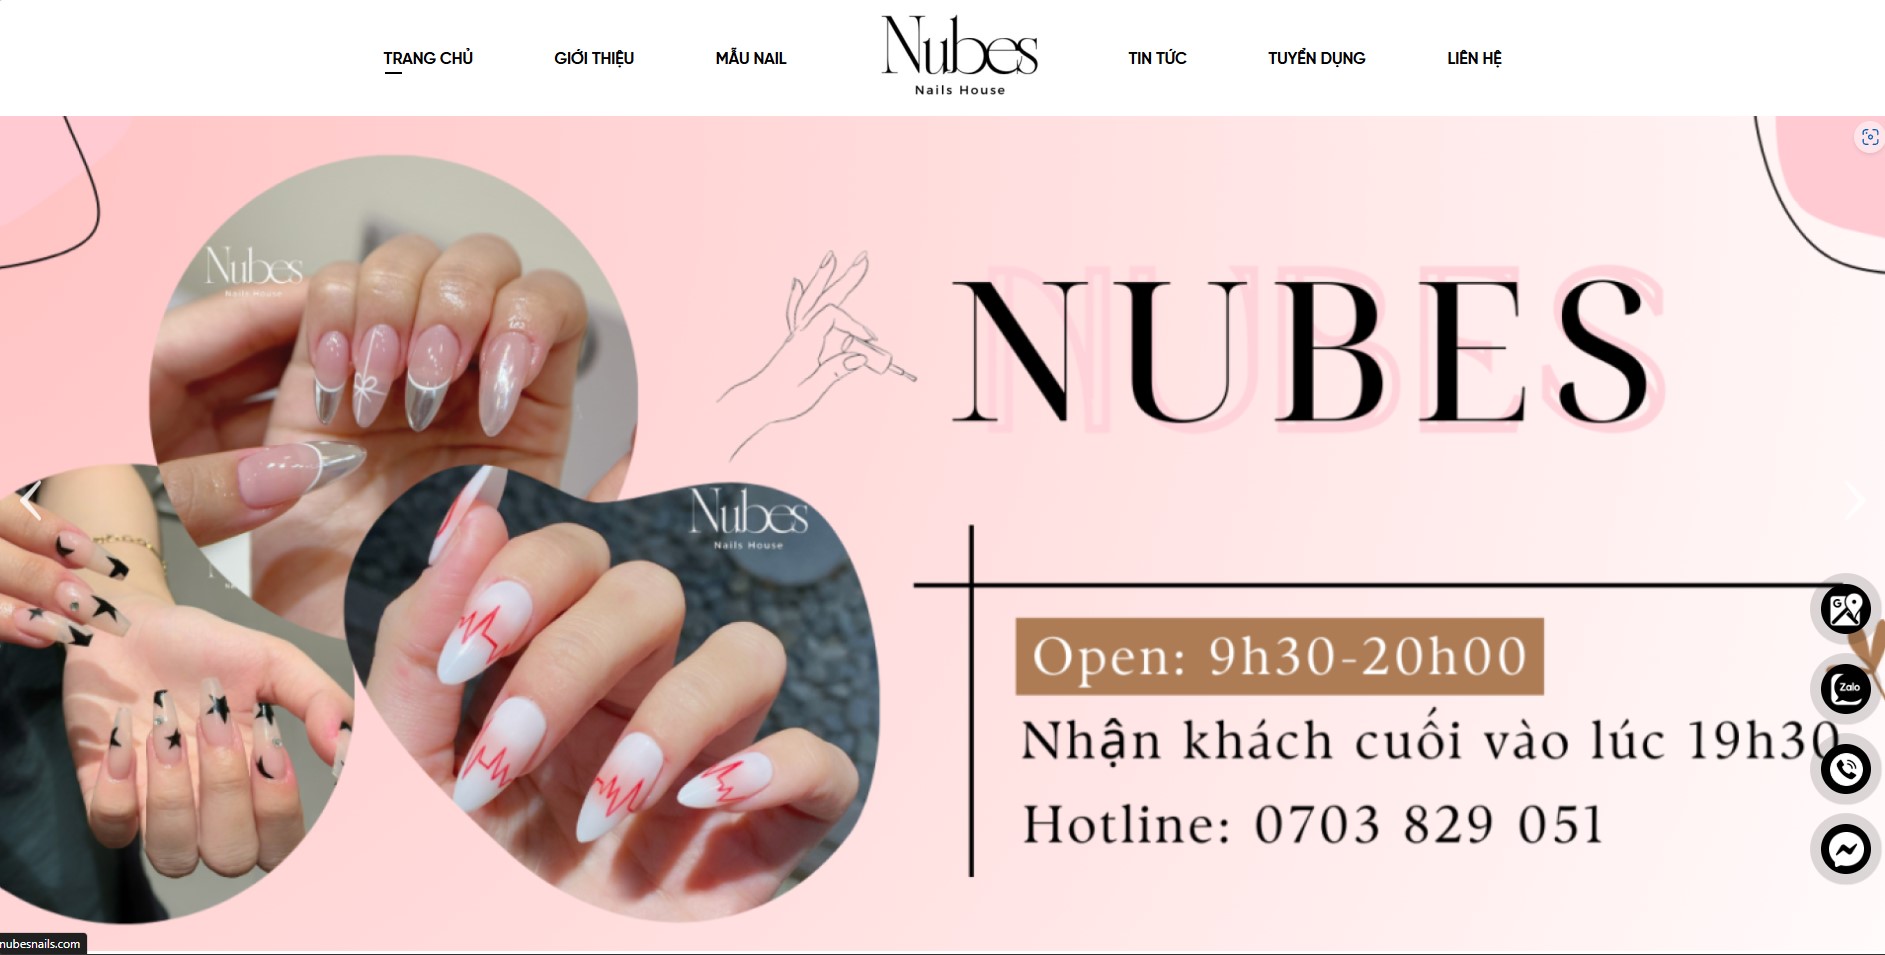 TRANG CHỦ
GIỚI THIỆU
MẪU NAIL
Nubes
Nails House
TIN TỨC
TUYỂN DỤNG
LIÊN HỆ
Nubes
Nails House
NUBES
Nubes
Nails House
Open: 9h30-20h00
Nhận khách cuối vào lúc 19h30
Hotline: 0703 829 051
G
Zalo
nubesnails.com